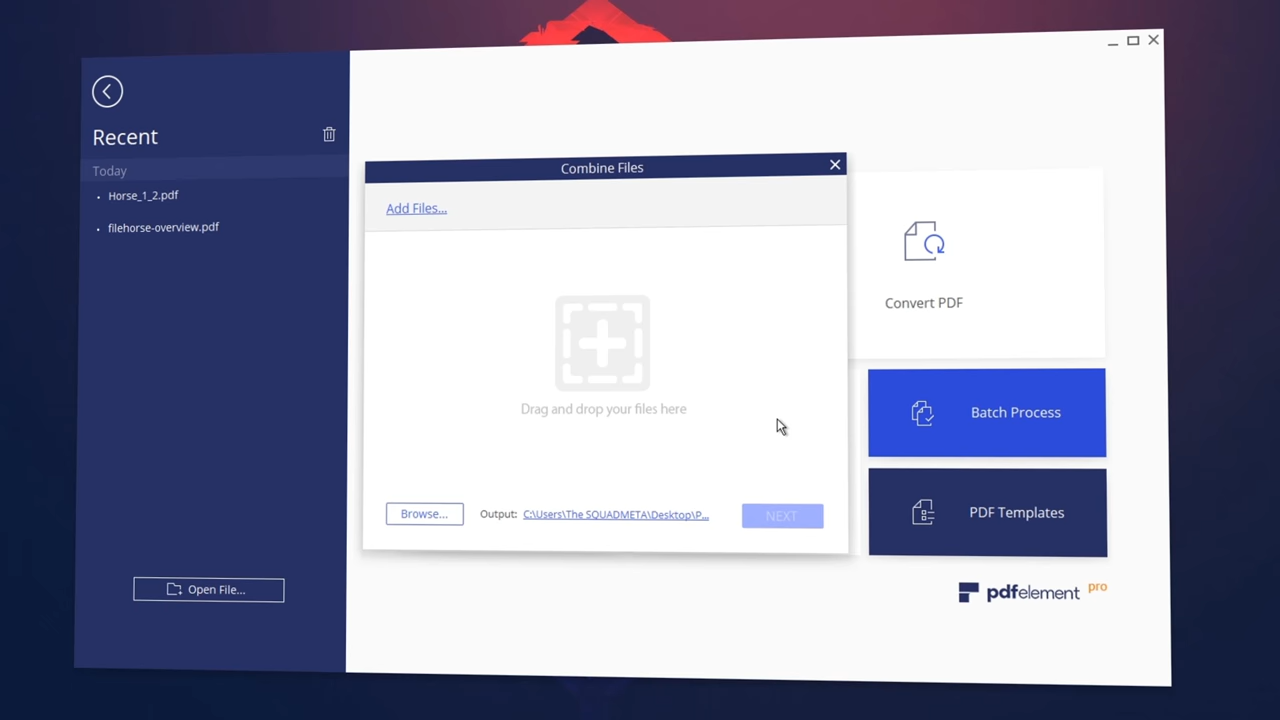 Recent
Today
Horse_1_2.pdf
filehorse-overview.pdf
Open File...
Combine Files
Add Files...
Drag and drop your files here
Browse...
Output:
C:\Users\The SQUADMETA\Desktop\P...
NEXT
Convert PDF
Batch Process
PDF Templates
pdfelement pro